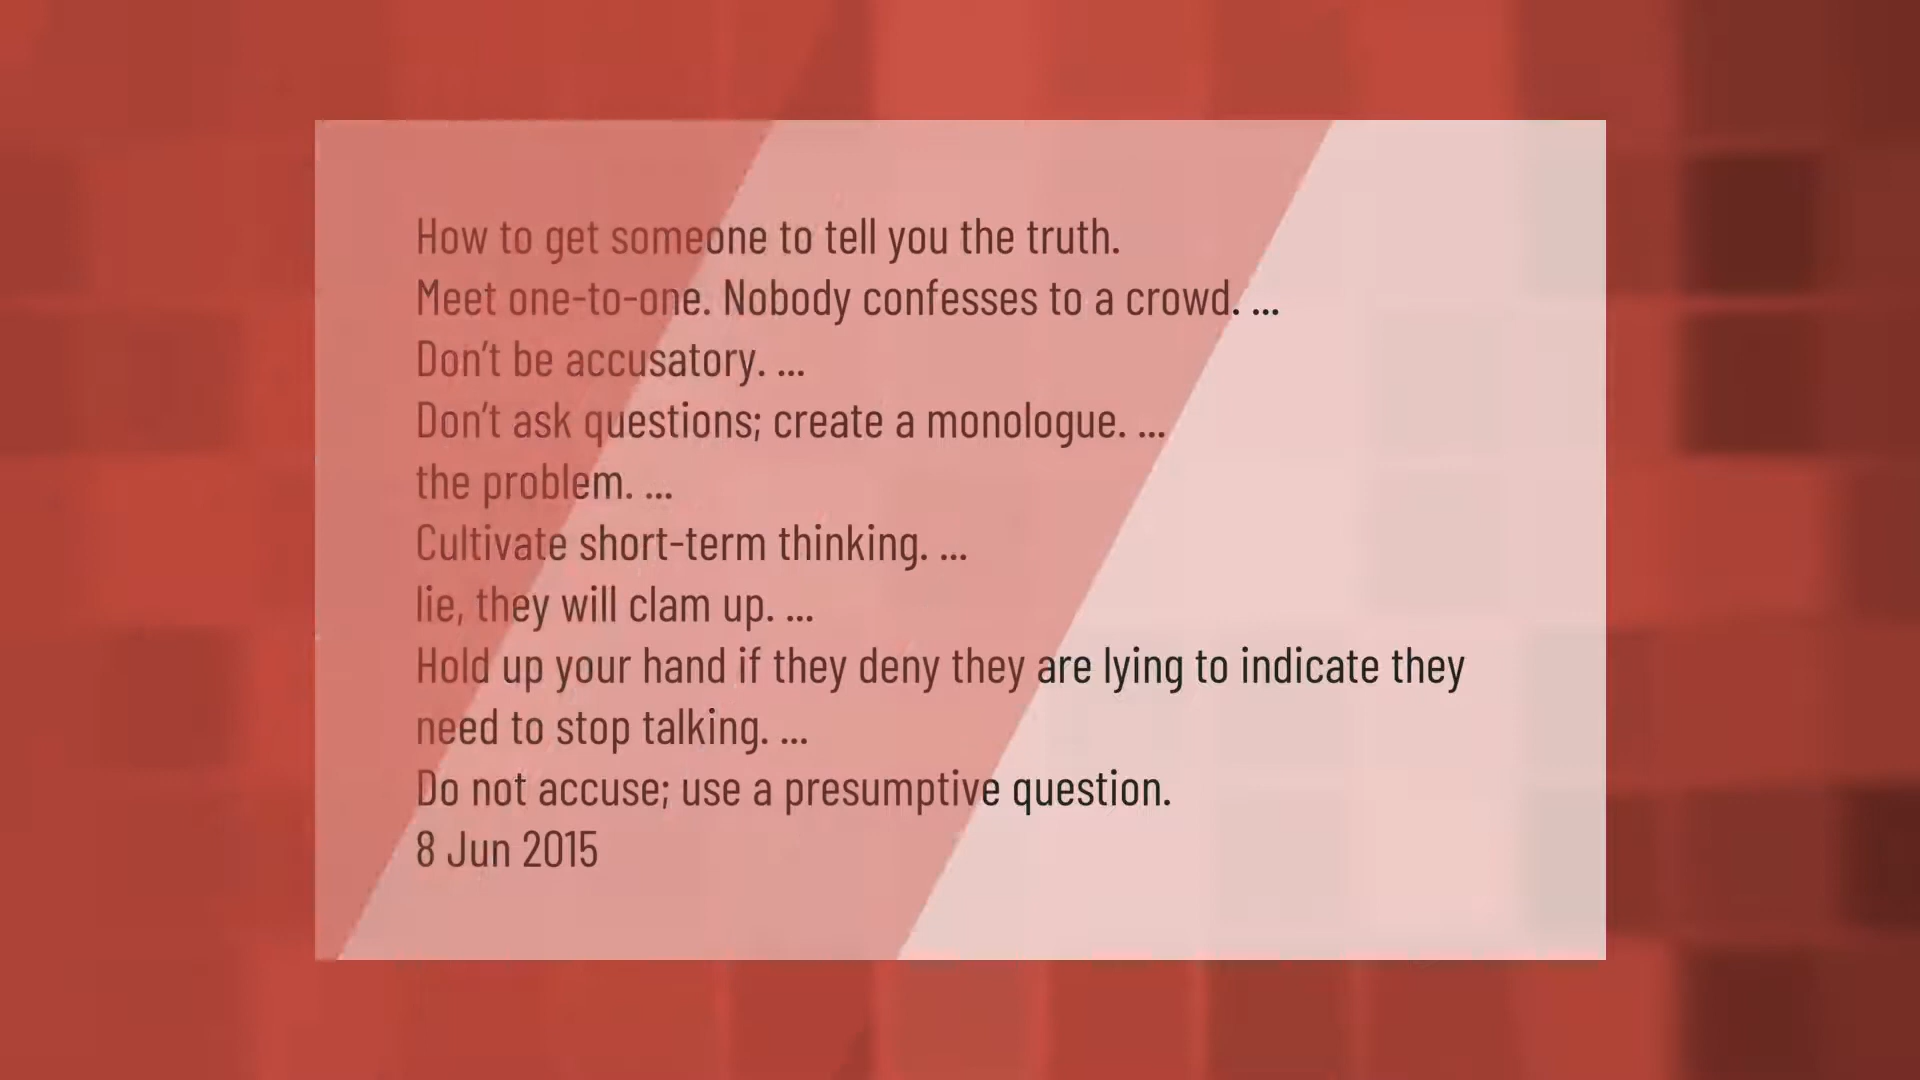 How to get someone to tell you the truth.
Meet one-to-one. Nobody confesses to a crowd. ...
Don't be accusatory. ...
Don't ask questions; create a monologue. ...
the problem. ...
Cultivate short-term thinking. ...
lie, they will clam up. ...
Hold up your hand if they deny they are lying to indicate they
need to stop talking. ...
Do not accuse; use a presumptive question.
8 Jun 2015